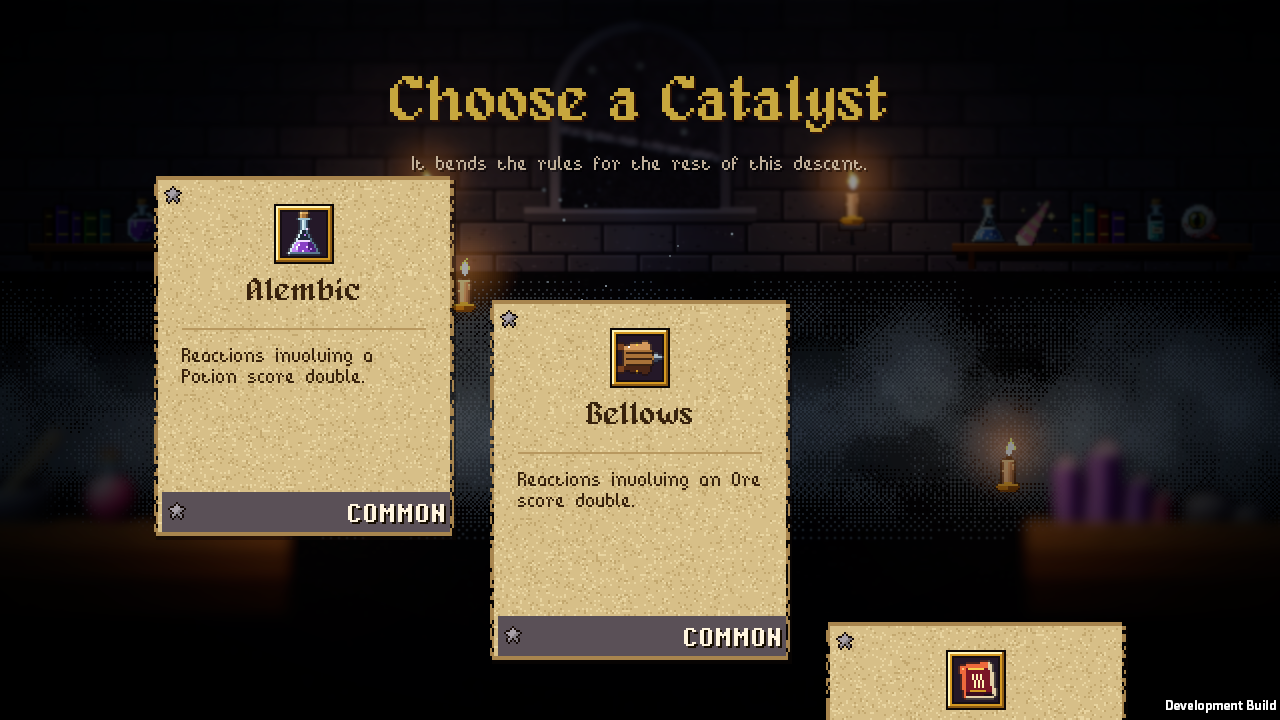 Choose a Catalyst
It bends the rules for the rest of this descent.
Alembic
Reactions involving a
Potion score double.
COMMON
Bellows
Reactions involving an Ore
score double.
COMMON
Development Build